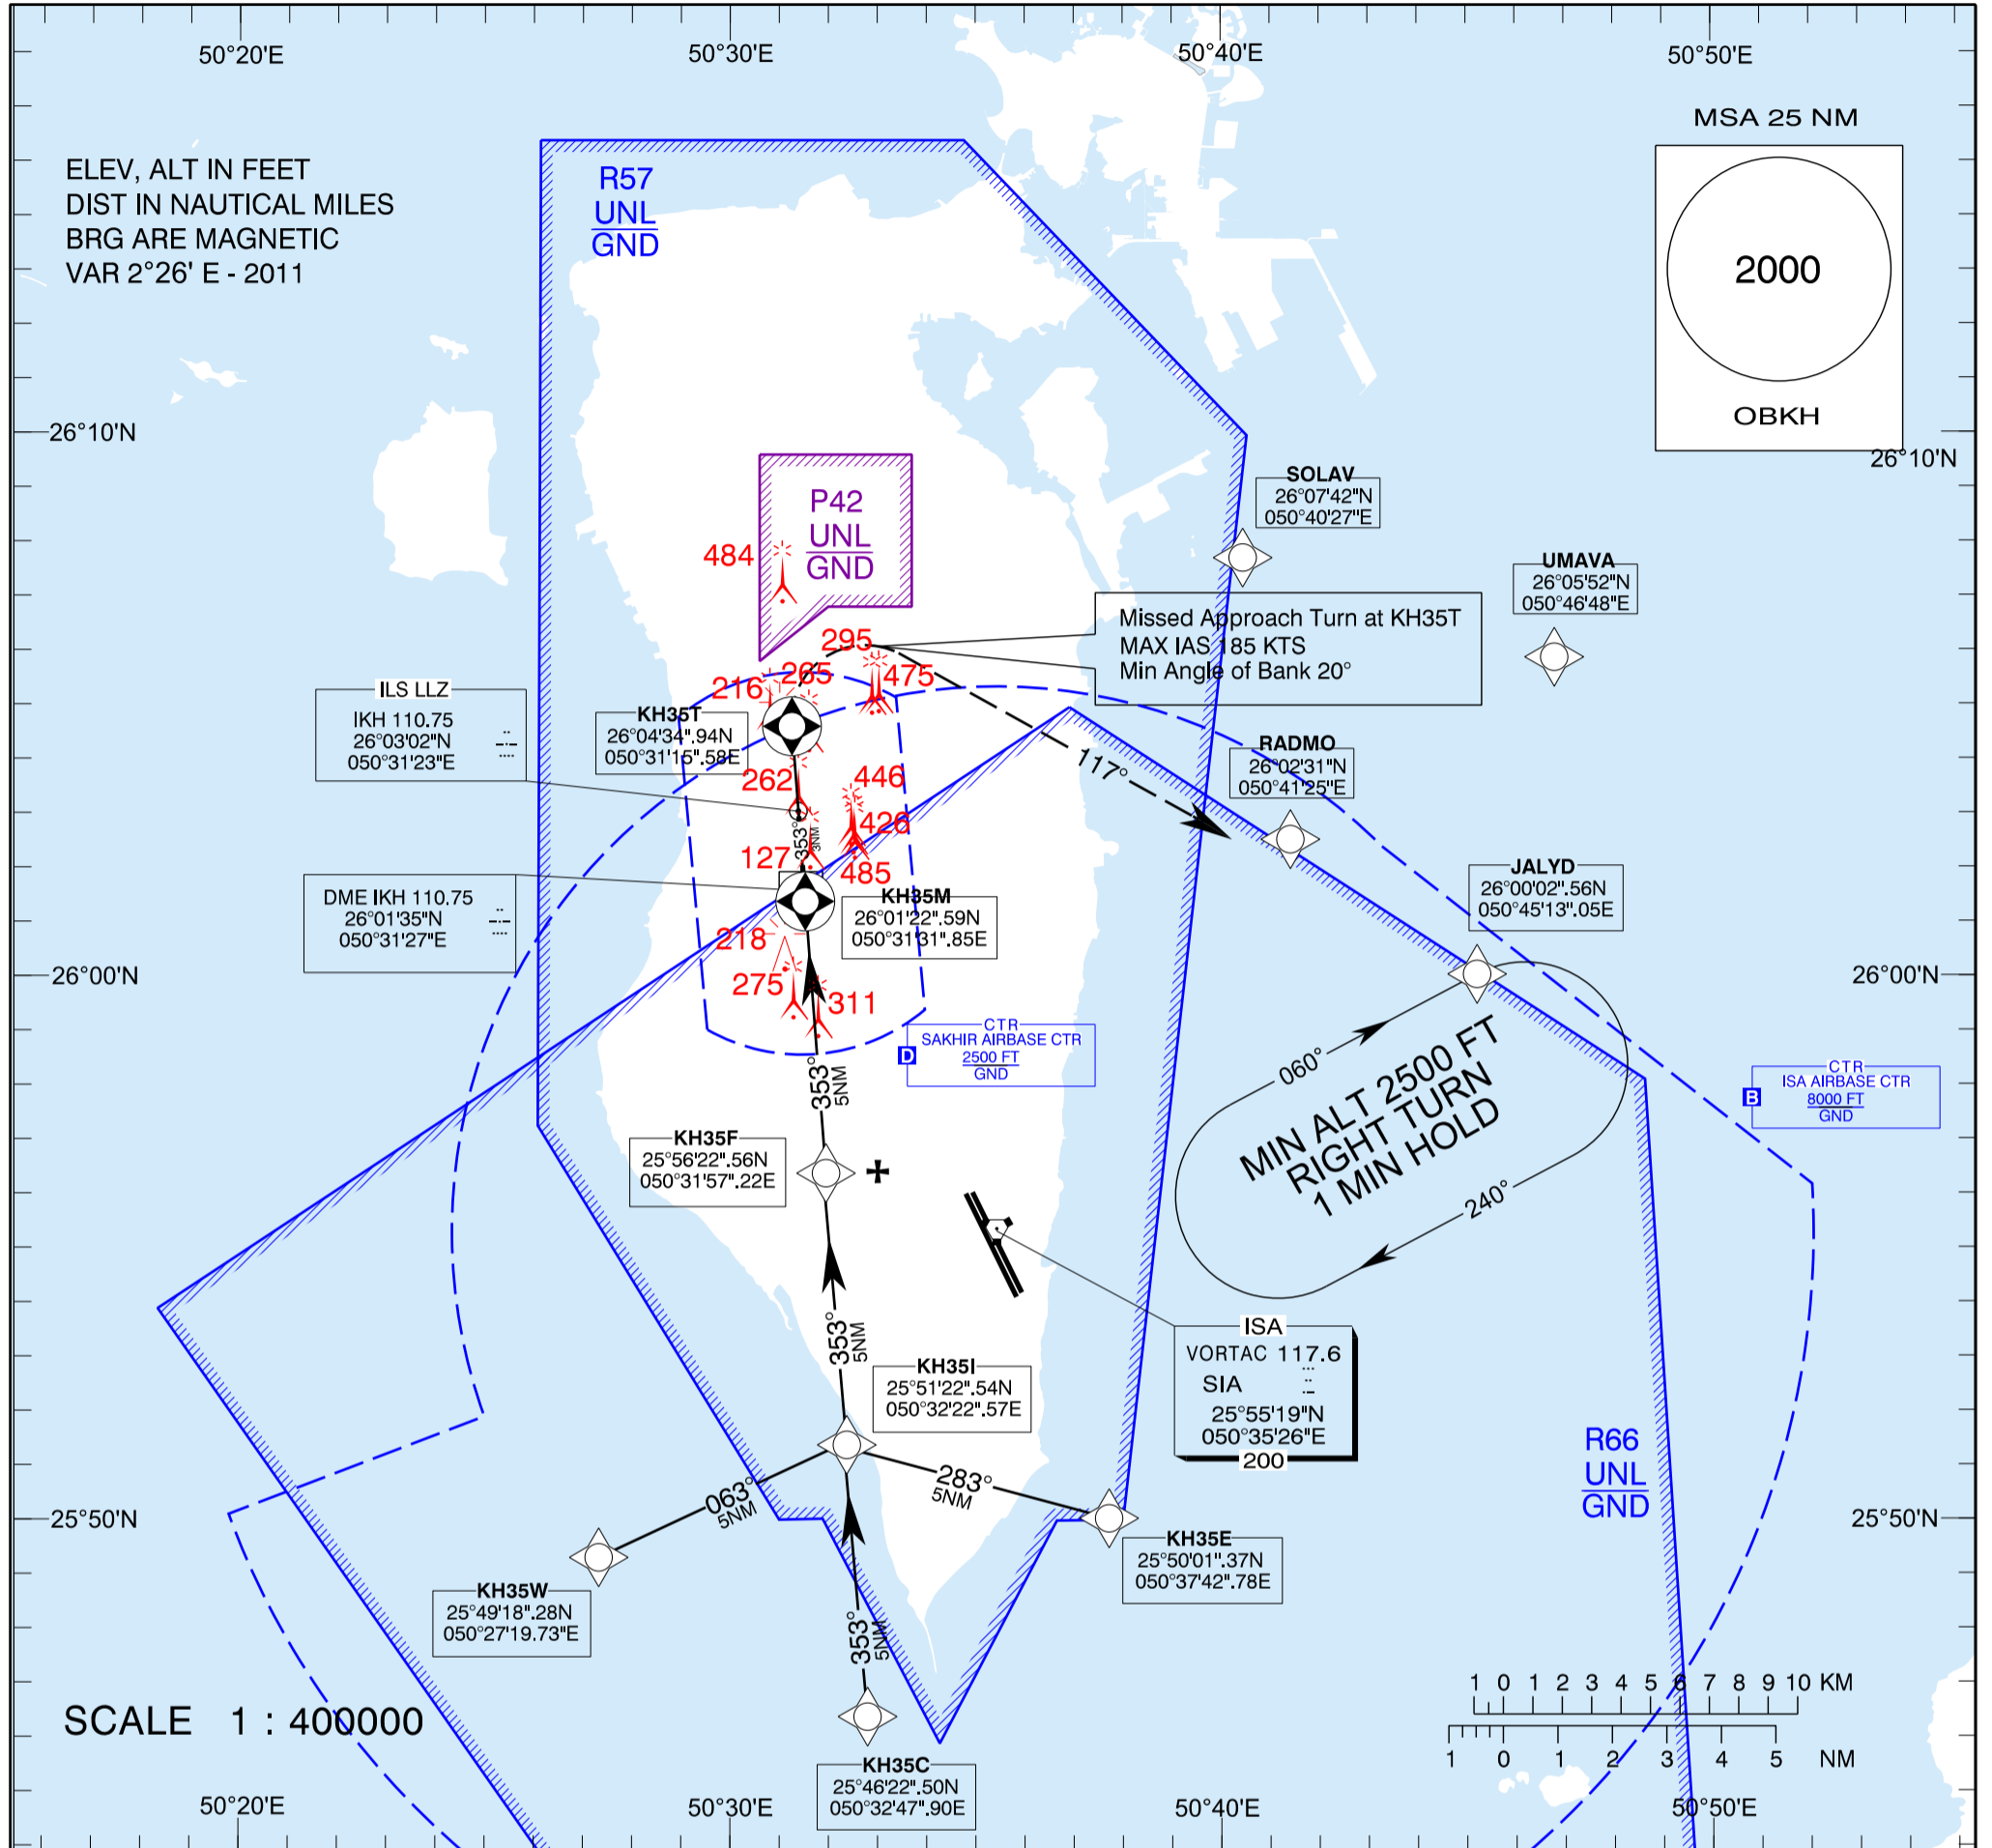 50°20'E
50°30'E
50°40'E
50°50'E
ELEV, ALT IN FEET
DIST IN NAUTICAL MILES
BRG ARE MAGNETIC
VAR 2°26' E - 2011
R57
UNL
GND
MSA 25 NM
2000
OBKH
26°10'N
26°10'N
P42
UNL
GND
484
SOLAV
26°07'42"N
050°40'27"E
UMAVA
26°05'52"N
050°46'48"E
Missed Approach Turn at KH35T
MAX IAS 185 KTS
Min Angle of Bank 20°
295
265
216
475
ILS LLZ
IKH 110.75
26°03'02"N
050°31'23"E
KH35T
26°04'34".94N
050°31'15".58E
117°
RADMO
26°02'31"N
050°41'25"E
262
446
426
353°
3NM
127
485
DME IKH 110.75
26°01'35"N
050°31'27"E
KH35M
26°01'22".59N
050°31'31".85E
JALYD
26°00'02".56N
050°45'13".05E
218
275
311
26°00'N
26°00'N
CTR
SAKHIR AIRBASE CTR
2500 FT
GND
D
060°
MIN ALT 2500 FT
RIGHT TURN
1 MIN HOLD
240°
CTR
ISA AIRBASE CTR
8000 FT
GND
B
353°
5NM
KH35F
25°56'22".56N
050°31'57".22E
353°
5NM
ISA
VORTAC 117.6
SIA
25°55'19"N
050°35'26"E
200
KH35I
25°51'22".54N
050°32'22".57E
R66
UNL
GND
063°
5NM
283°
5NM
25°50'N
25°50'N
KH35E
25°50'01".37N
050°37'42".78E
KH35W
25°49'18".28N
050°27'19.73"E
353°
5NM
SCALE 1 : 400000
KH35C
25°46'22".50N
050°32'47".90E
1 0 1 2 3 4 5 6 7 8 9 10 KM
1 0 1 2 3 4 5 NM
50°20'E
50°30'E
50°40'E
50°50'E